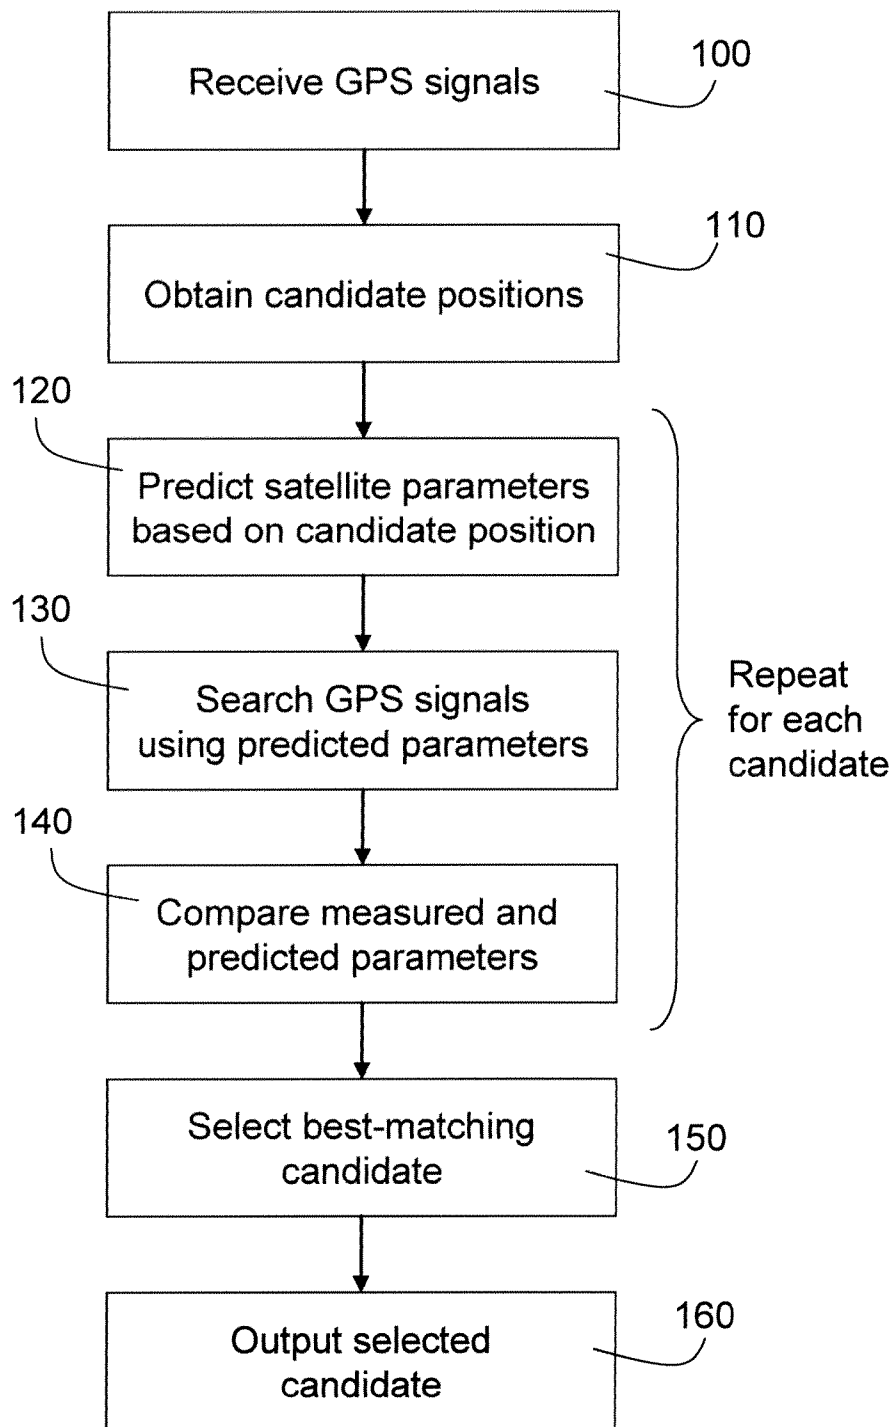 Receive GPS signals
100
Obtain candidate positions
110
120
Predict satellite parameters
based on candidate position
130
Search GPS signals
using predicted parameters
Repeat
for each
candidate
140
Compare measured and
predicted parameters
Select best-matching
candidate
150
Output selected
candidate
160